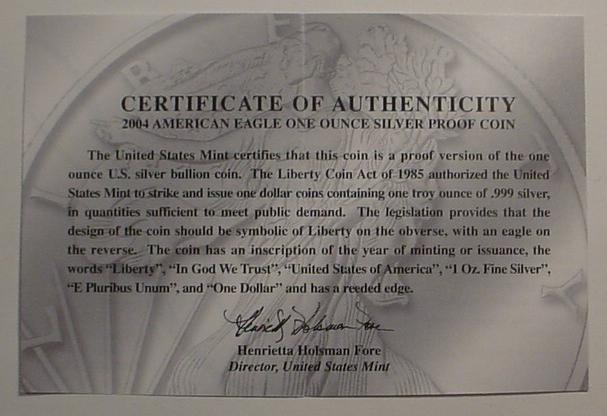 CERTIFICATE OF AUTHENTICITY
2004 AMERICAN EAGLE ONE OUNCE SILVER PROOF COIN
The United States Mint certifies that this coin is a proof version of the one
ounce U.S. silver bullion coin. The Liberty Coin Act of 1985 authorized the United
States Mint to strike and issue one dollar coins containing one troy ounce of .999 silver,
in quantities sufficient to meet public demand. The legislation provides that the
design of the coin should be symbolic of Liberty on the obverse, with an eagle on
the reverse. The coin has an inscription of the year of minting or issuance, the
words “Liberty”, “In God We Trust”, “United States of America”, “1 Oz. Fine Silver”,
“E Pluribus Unum”, and “One Dollar” and has a reeded edge.
Henrietta Holsman Fore
Henrietta Holsman Fore
Director, United States Mint